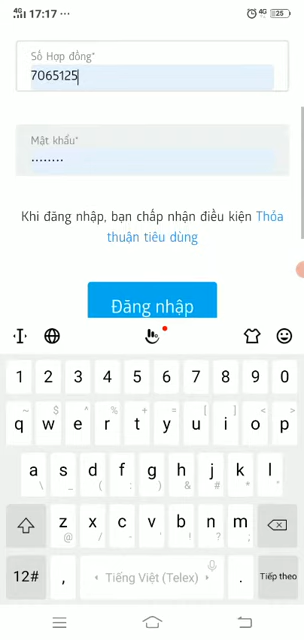 4G 17:17 ··· 4G 25
Số Hợp đồng*
7065125
Mật khẩu*
········
Khi đăng nhập, bạn chấp nhận điều kiện Thỏa
thuận tiêu dùng
Đăng nhập
1 2 3 4 5 6 7 8 9 0
~ $ ^ % + = [ ] < >
q w e r t y u i o p
a s d f g h j k l
\ _ ( : ) & # * "
z x c v b n m
@ / - ' ! ? ;
12# , Tiếng Việt (Telex) . Tiếp theo